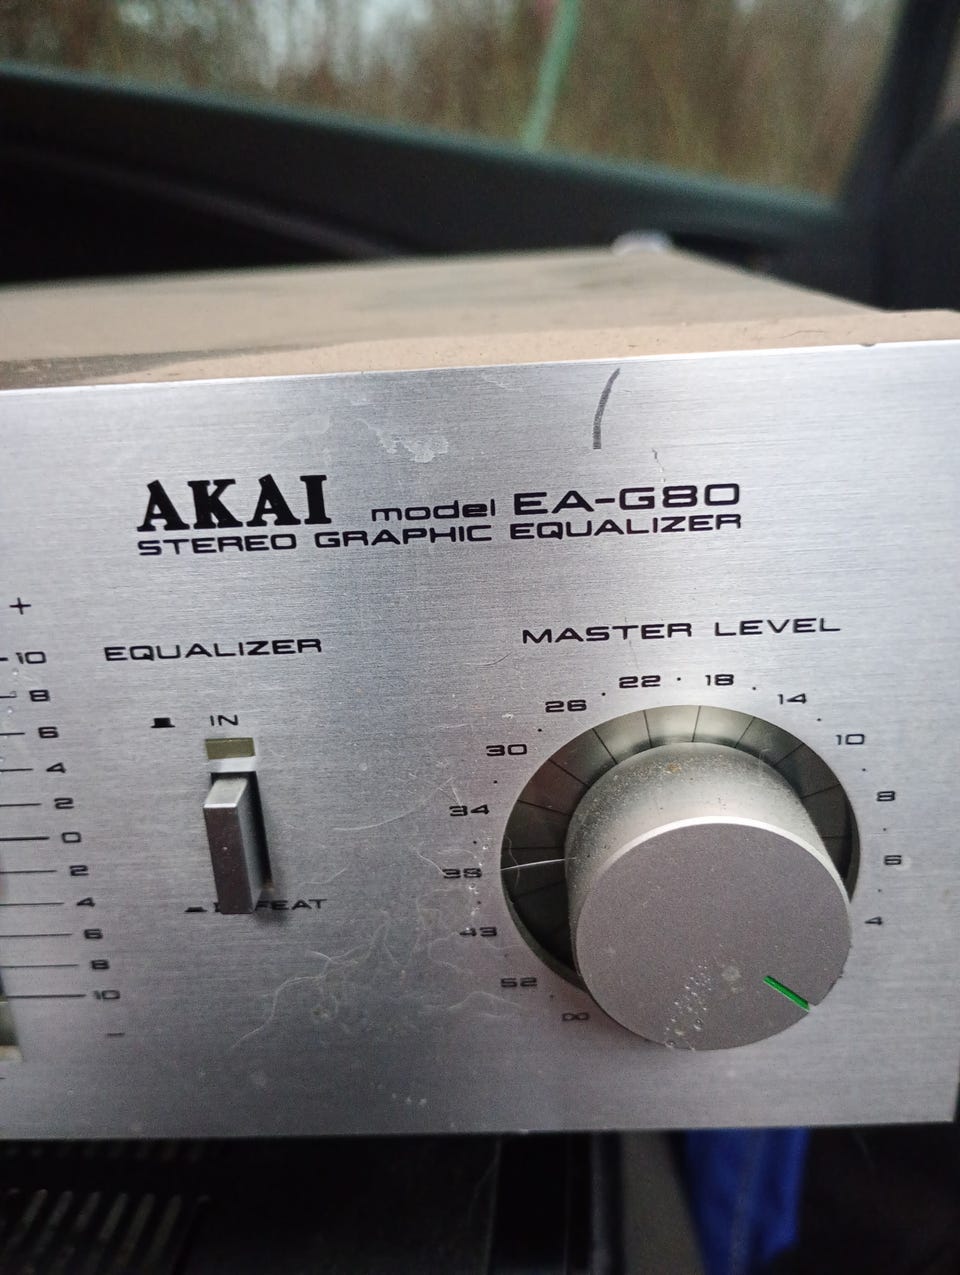 AKAI model EA-G80
STEREO GRAPHIC EQUALIZER
+
10
8
6
4
2
0
2
4
6
8
10
−
EQUALIZER
IN
MASTER LEVEL
∞ 52 43 38 34 30 26 22 18 14 10 8 6 4